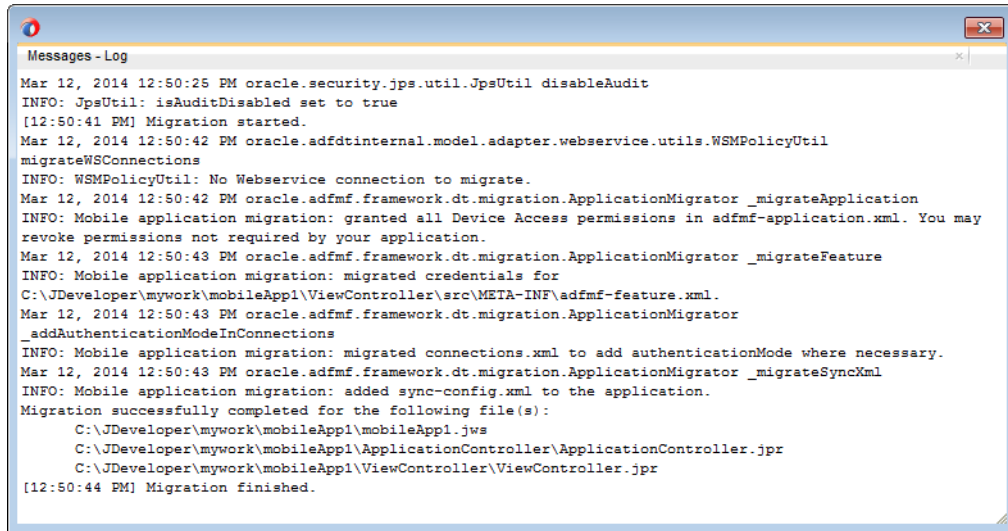 Messages - Log
Mar 12, 2014 12:50:25 PM oracle.security.jps.util.JpsUtil disableAudit
INFO: JpsUtil: isAuditDisabled set to true
[12:50:41 PM] Migration started.
Mar 12, 2014 12:50:42 PM oracle.adfdtinternal.model.adapter.webservice.utils.WSMPolicyUtil
migrateWSConnections
INFO: WSMPolicyUtil: No Webservice connection to migrate.
Mar 12, 2014 12:50:42 PM oracle.adfmf.framework.dt.migration.ApplicationMigrator _migrateApplication
INFO: Mobile application migration: granted all Device Access permissions in adfmf-application.xml. You may
revoke permissions not required by your application.
Mar 12, 2014 12:50:43 PM oracle.adfmf.framework.dt.migration.ApplicationMigrator _migrateFeature
INFO: Mobile application migration: migrated credentials for
C:\JDeveloper\mywork\mobileApp1\ViewController\src\META-INF\adfmf-feature.xml.
Mar 12, 2014 12:50:43 PM oracle.adfmf.framework.dt.migration.ApplicationMigrator
_addAuthenticationModeInConnections
INFO: Mobile application migration: migrated connections.xml to add authenticationMode where necessary.
Mar 12, 2014 12:50:43 PM oracle.adfmf.framework.dt.migration.ApplicationMigrator _migrateSyncXml
INFO: Mobile application migration: added sync-config.xml to the application.
Migration successfully completed for the following file(s):
C:\JDeveloper\mywork\mobileApp1\mobileApp1.jws
C:\JDeveloper\mywork\mobileApp1\ApplicationController\ApplicationController.jpr
C:\JDeveloper\mywork\mobileApp1\ViewController\ViewController.jpr
[12:50:44 PM] Migration finished.